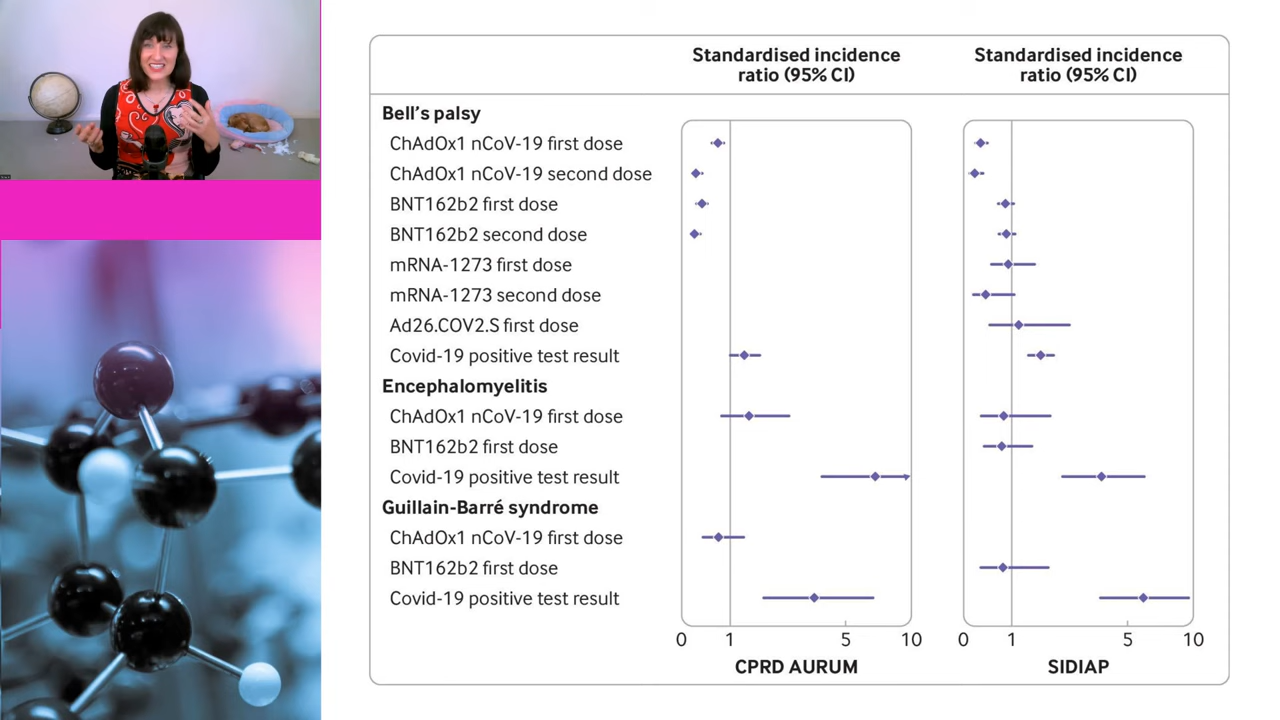 Standardised incidence
ratio (95% CI)
Standardised incidence
ratio (95% CI)
Bell's palsy
ChAdOx1 nCoV-19 first dose
ChAdOx1 nCoV-19 second dose
BNT162b2 first dose
BNT162b2 second dose
mRNA-1273 first dose
mRNA-1273 second dose
Ad26.COV2.S first dose
Covid-19 positive test result
Encephalomyelitis
ChAdOx1 nCoV-19 first dose
BNT162b2 first dose
Covid-19 positive test result
Guillain-Barré syndrome
ChAdOx1 nCoV-19 first dose
BNT162b2 first dose
Covid-19 positive test result
0 1 5 10
CPRD AURUM
0 1 5 10
SIDIAP